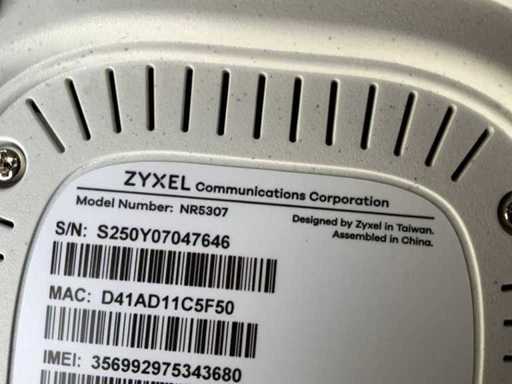 ZYXEL Communications Corporation
Model Number: NR5307
Designed by Zyxel in Taiwan.
Assembled in China.
S/N: S250Y07047646
MAC: D41AD11C5F50
IMEI: 356992975343680